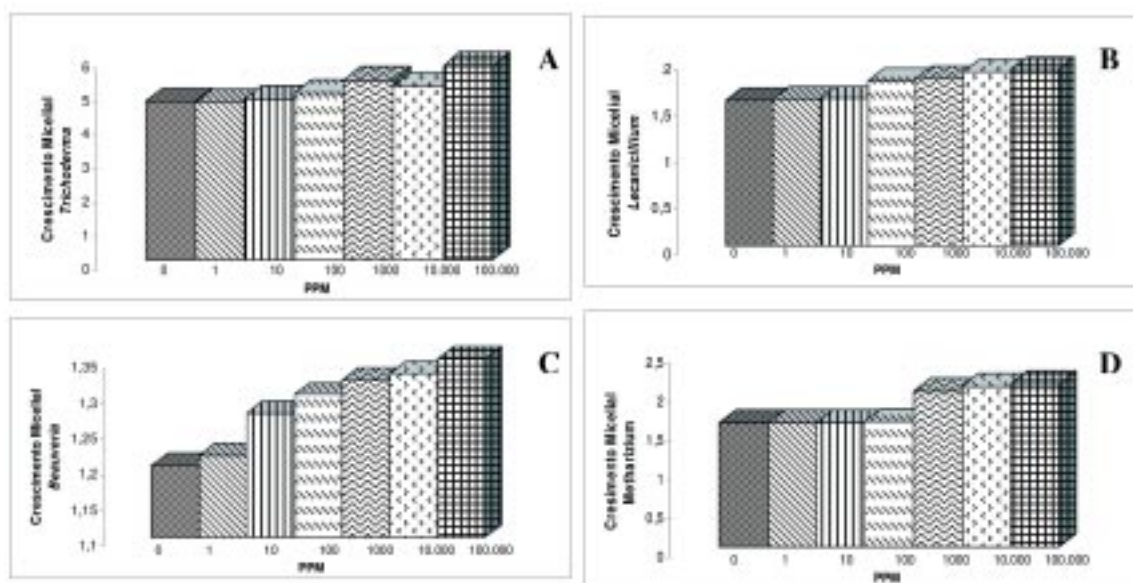 A
Crescimento Micelial
Trichoderma
6
5
4
3
2
1
0
0 1 10 100 1000 10.000 100.000
PPM
B
Crescimento Micelial
Lecanicillium
2
1,5
1
0,5
0
0 1 10 100 1000 10.000 100.000
PPM
C
Crescimento Micelial
Beauveria
1,35
1,3
1,25
1,2
1,15
1,1
0 1 10 100 1000 10.000 100.000
PPM
D
Cresimento Micelial
Metharizium
2,5
2
1,5
1
0,5
0
0 1 10 100 1000 10.000 100.000
PPM